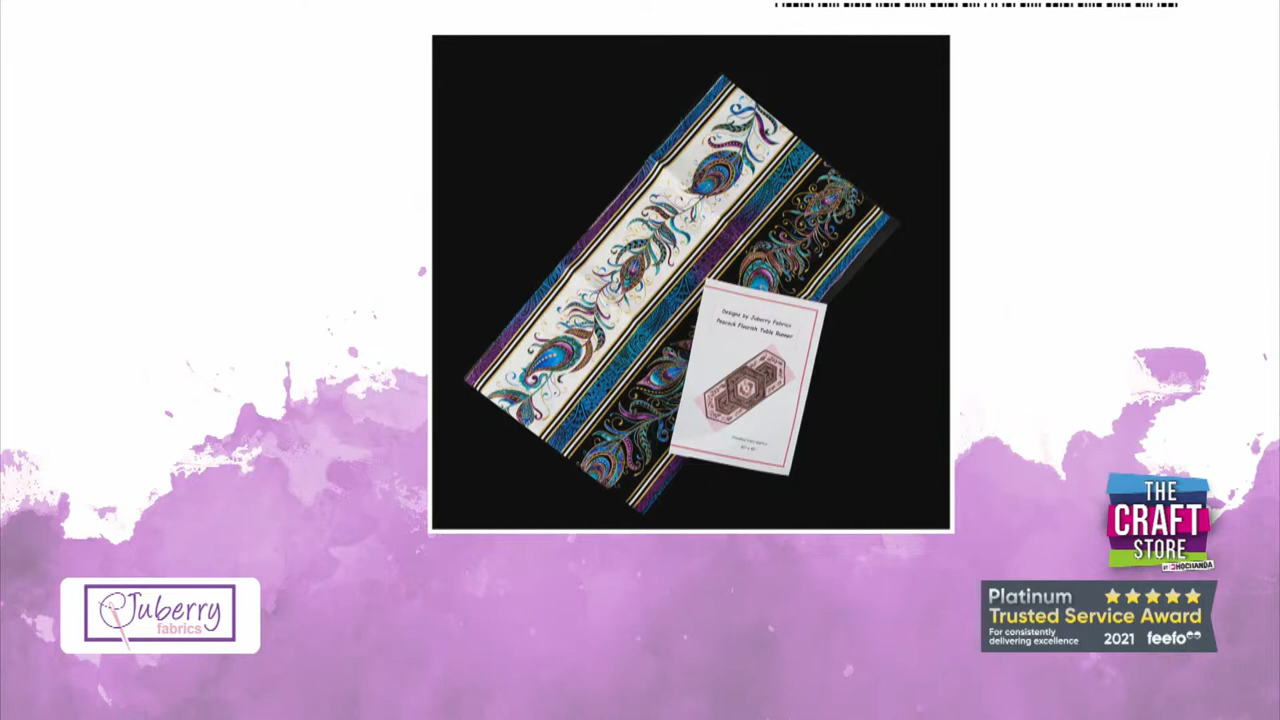 Designs by Juberry Fabrics
Peacock Flourish Table Runner
THE
CRAFT
STORE
HOCHANDA
Juberry
fabrics
Platinum
Trusted Service Award
For consistently
delivering excellence
2021 feefo